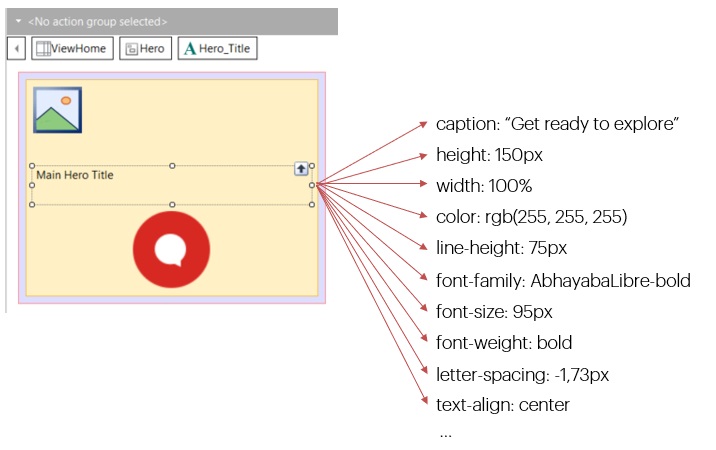 <No action group selected>
ViewHome Hero A Hero_Title
Main Hero Title
caption: “Get ready to explore”
height: 150px
width: 100%
color: rgb(255, 255, 255)
line-height: 75px
font-family: AbhayabaLibre-bold
font-size: 95px
font-weight: bold
letter-spacing: -1,73px
text-align: center
...